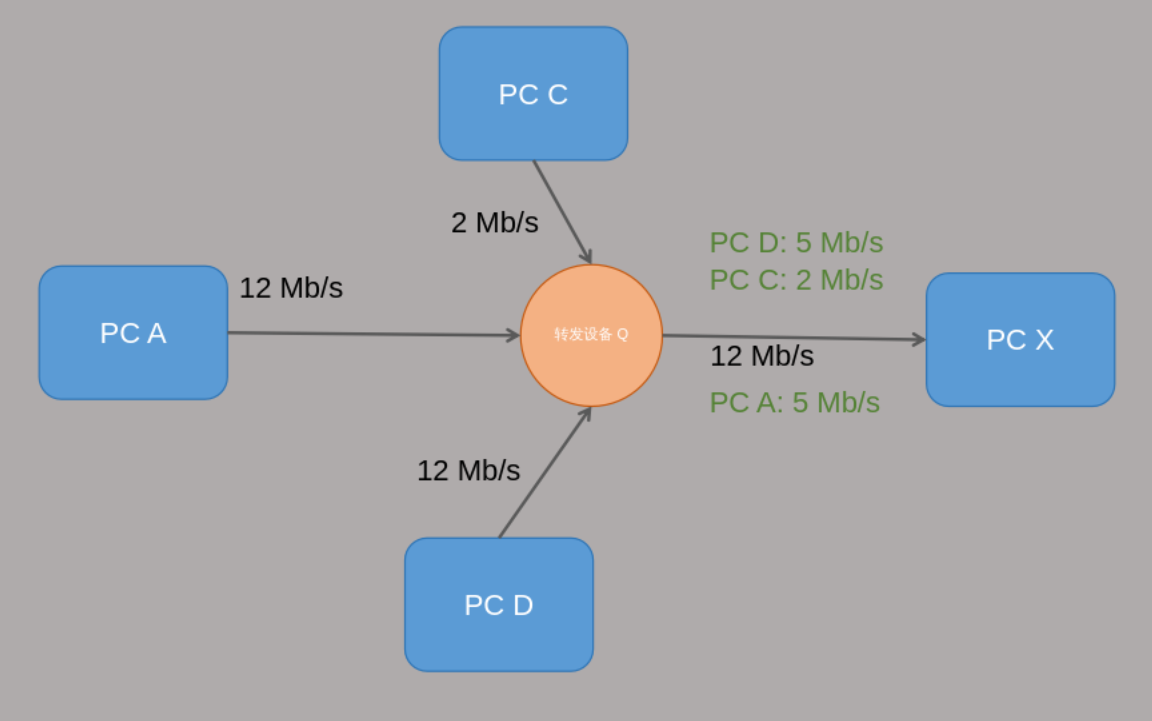 PC C
2 Mb/s
PC D: 5 Mb/s
PC C: 2 Mb/s
12 Mb/s
PC A
转发设备 Q
12 Mb/s
PC X
PC A: 5 Mb/s
12 Mb/s
PC D